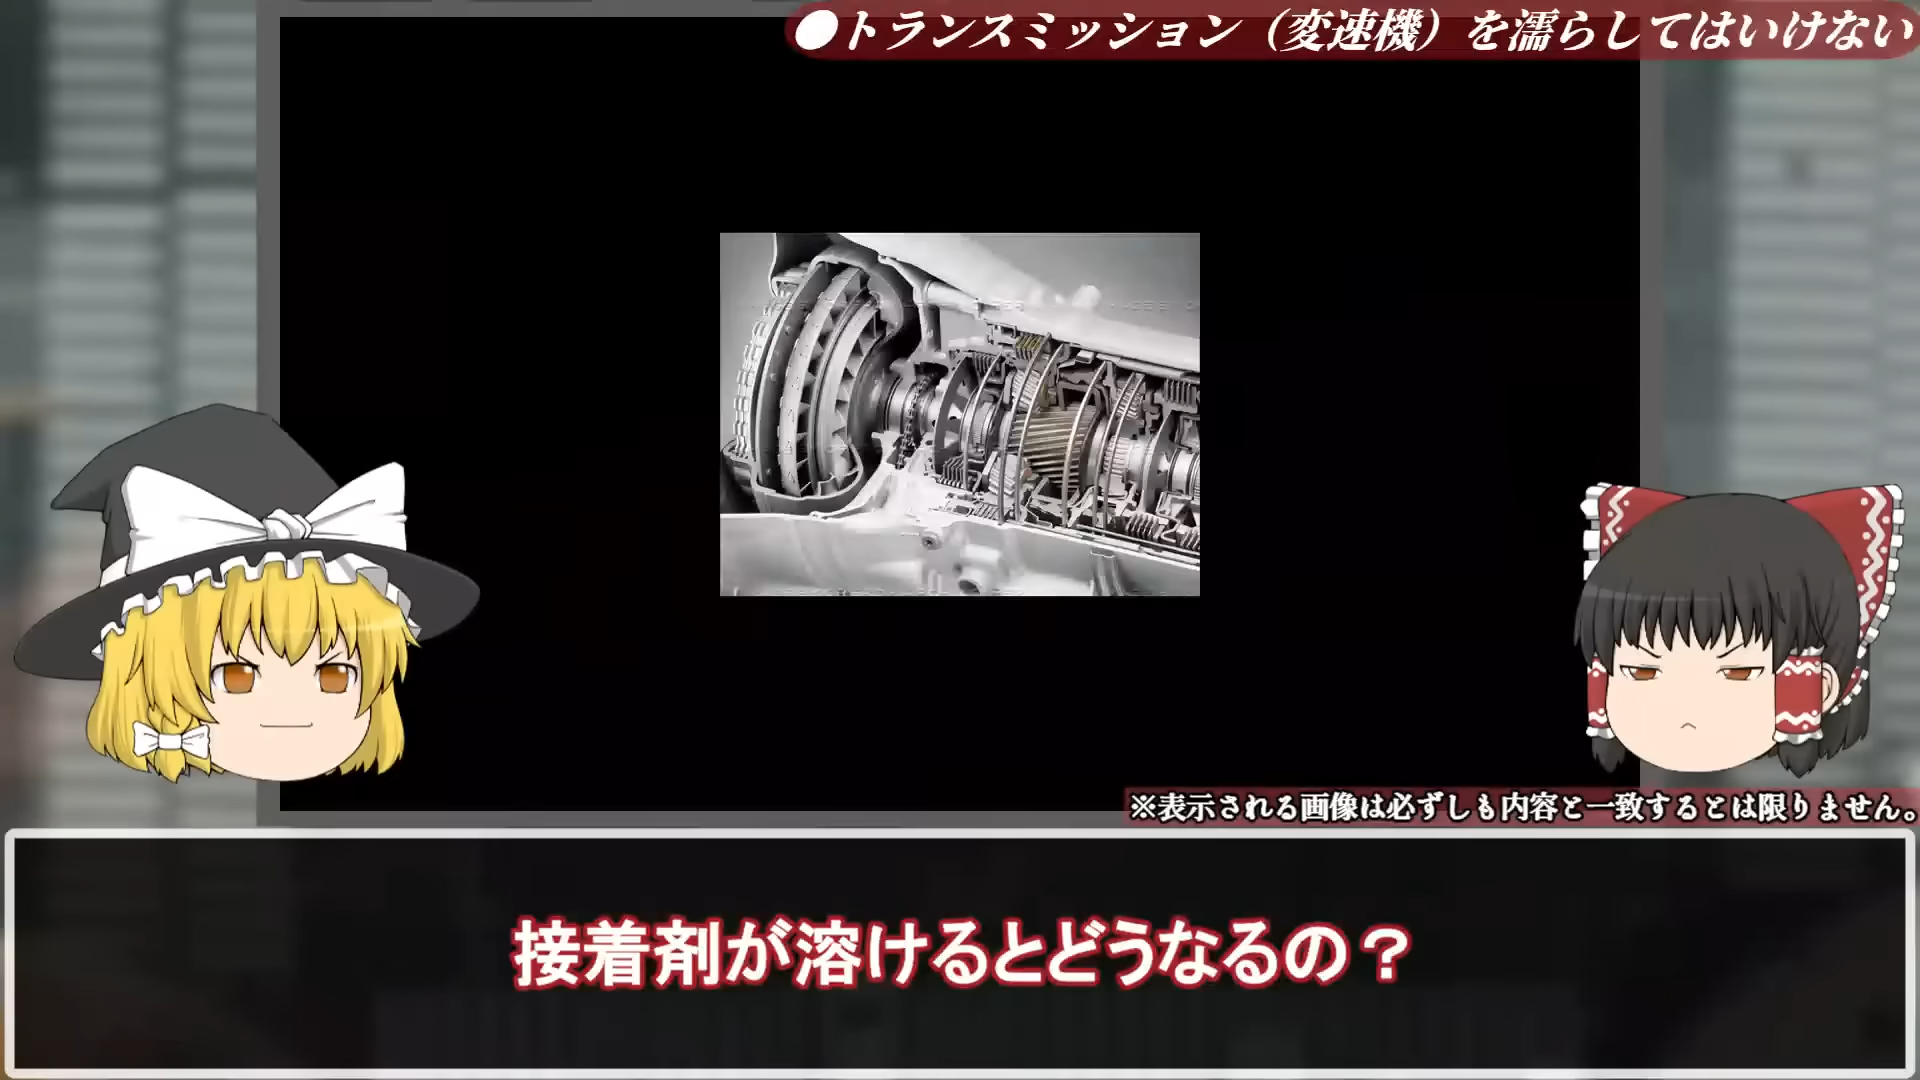 ●トランスミッション（変速機）を濡らしてはいけない
※表示される画像は必ずしも内容と一致するとは限りません。
接着剤が溶けるとどうなるの？